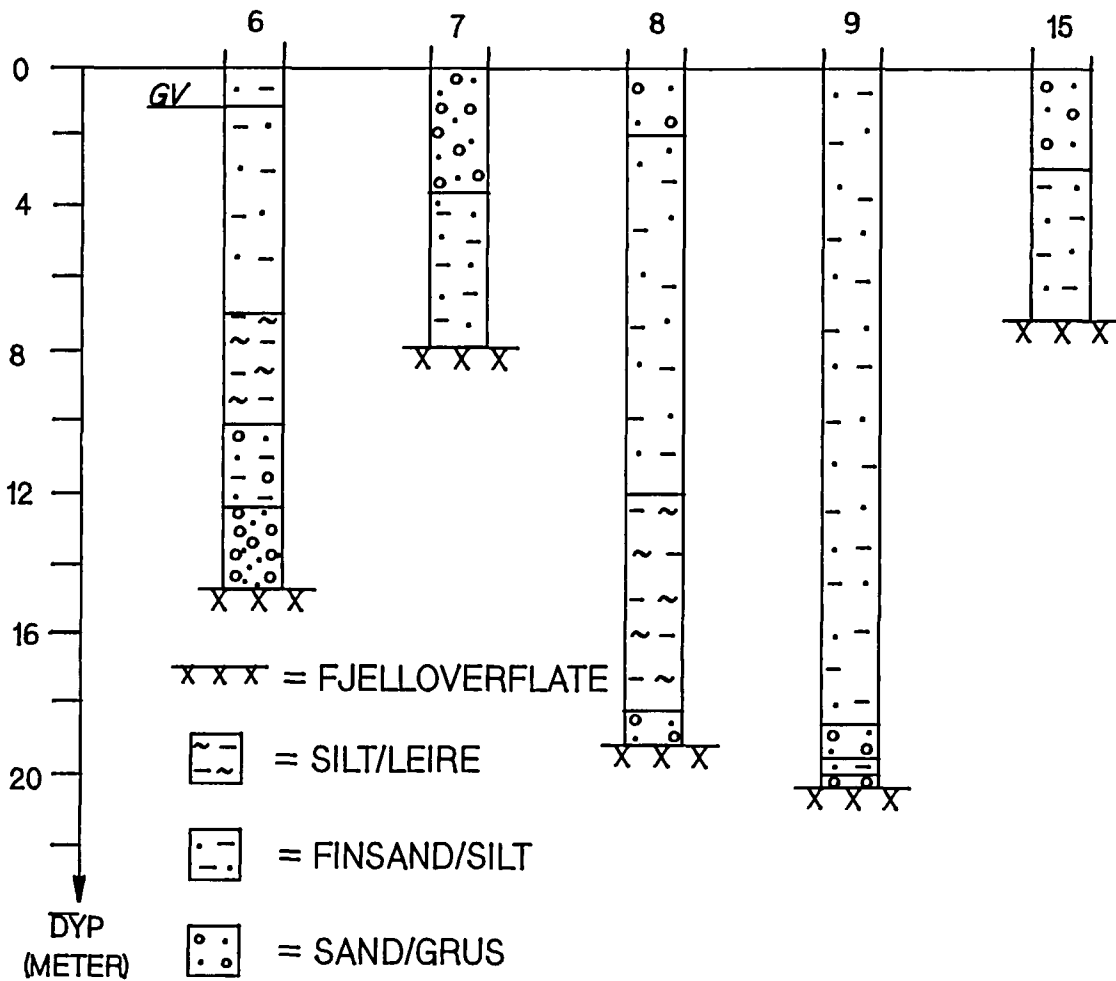 6 7 8 9 15
0
GV
4
8
12
16
20
DYP
(METER)
X X X = FJELLOVERFLATE
= SILT/LEIRE
= FINSAND/SILT
= SAND/GRUS